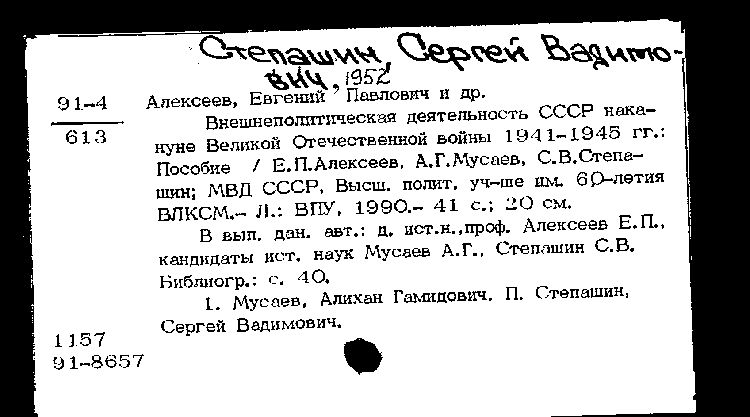 Степашин, Сергей Вадимо-
вич, 1952
91-4
613
Алексеев, Евгений Павлович и др.
Внешнеполитическая деятельность СССР нака-
нуне Великой Отечественной войны 1941-1945 гг.:
Пособие / Е.П.Алексеев, А.Г.Мусаев, С.В.Степа-
шин; МВД СССР, Высш. полит. уч-ше им. 60-летия
ВЛКСМ.- Л.: ВПУ, 1990.- 41 с.; 20 см.
В вып. дан. авт.: д. ист.н.,проф. Алексеев Е.П.,
кандидаты ист. наук Мусаев А.Г., Степашин С.В.
Библиогр.: с. 40.
1. Мусаев, Алихан Гамидович. П. Степашин,
Сергей Вадимович.
1157
91-8657